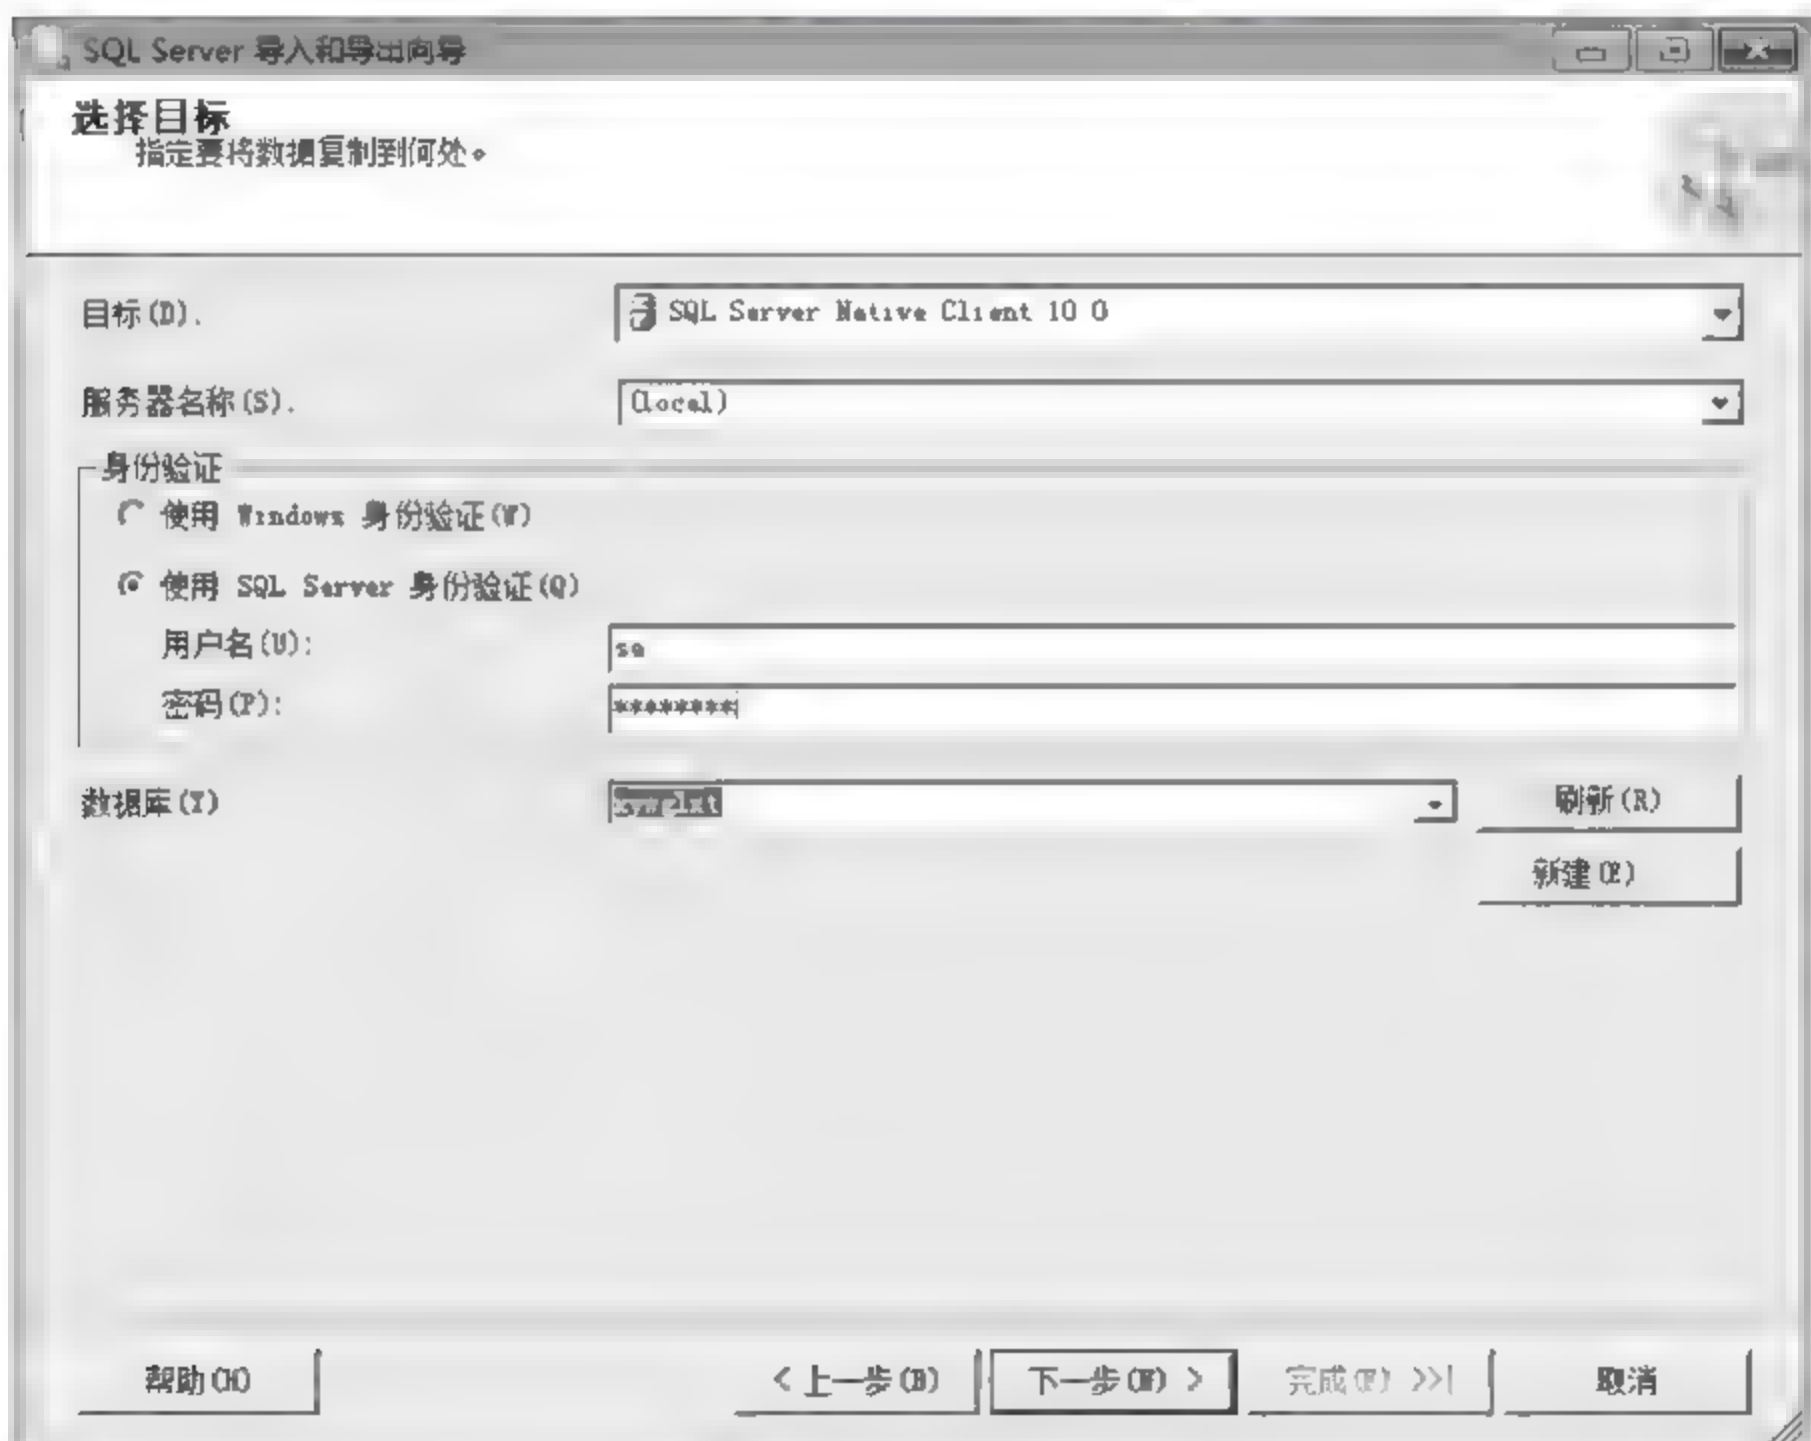 SQL Server 导入和导出向导
选择目标
指定要将数据复制到何处。
目标(D).
SQL Server Native Client 10 0
服务器名称(S).
(local)
身份验证
使用 Windows 身份验证(W)
使用 SQL Server 身份验证(Q)
用户名(U):
sa
密码(P):
********
数据库(T)
刷新(R)
新建(E)
帮助(H)
< 上一步(B)
下一步(N) >
完成(F) >>|
取消